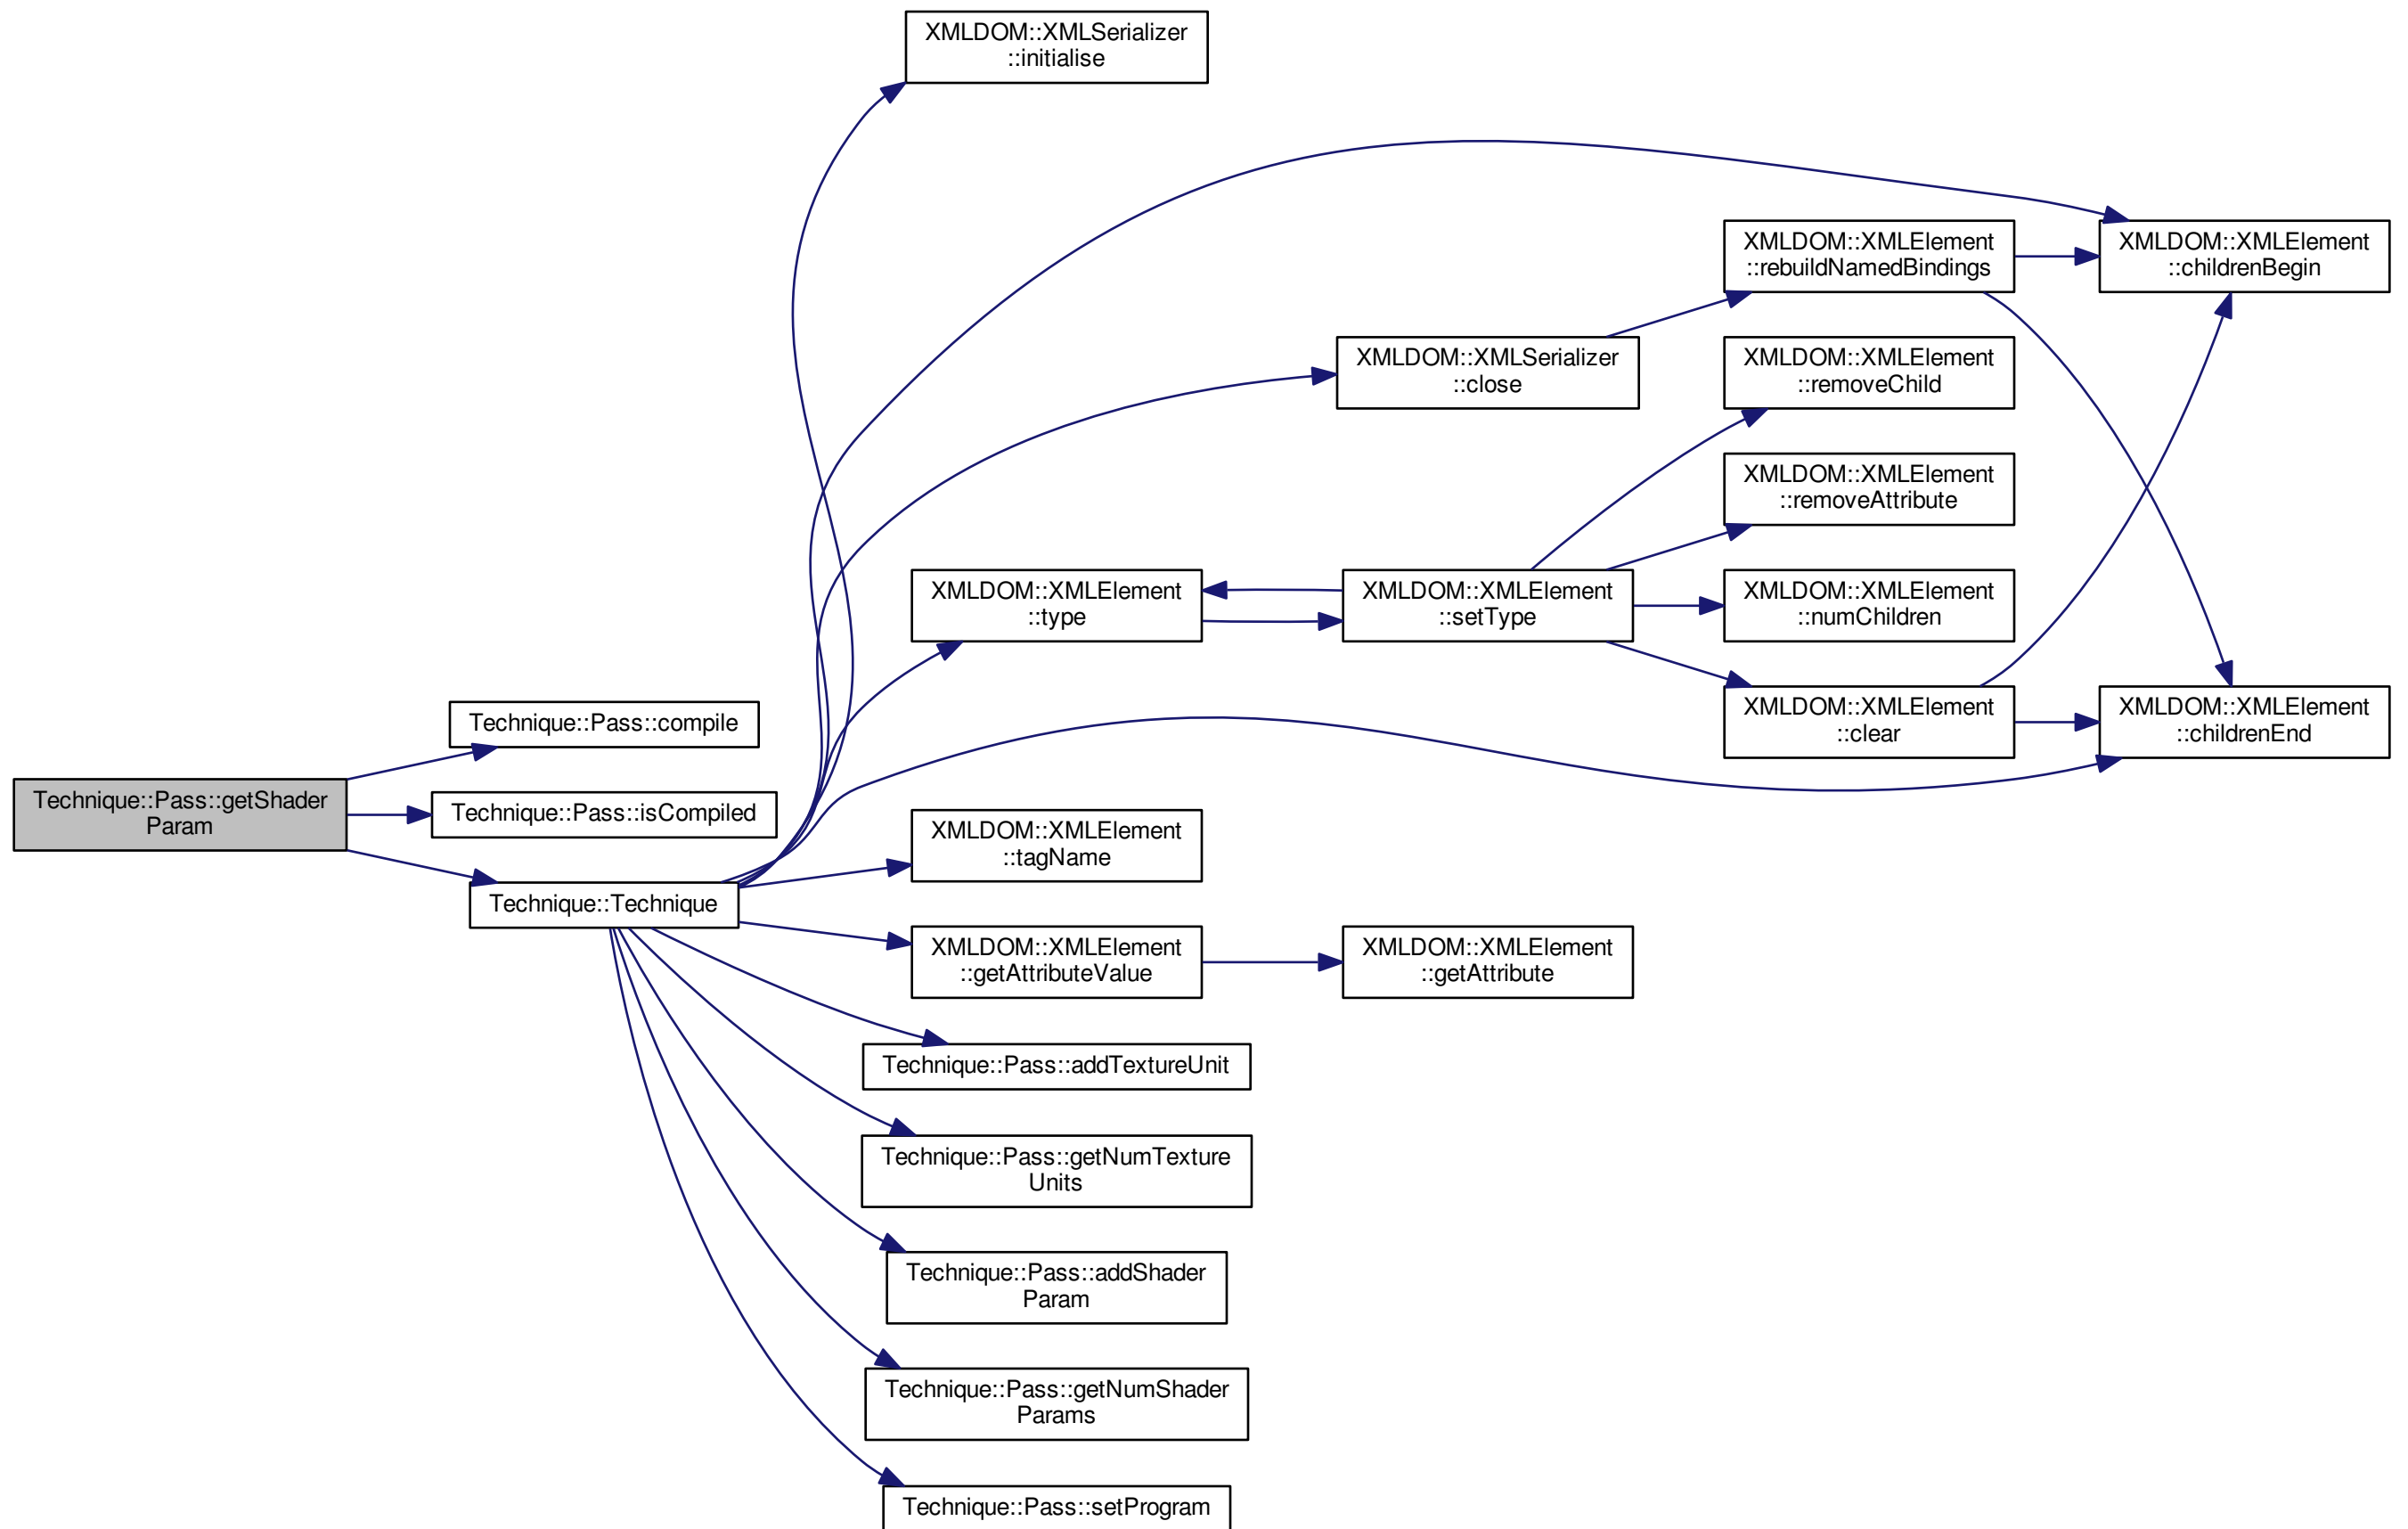 XMLDOM::XMLSerializer
::initialise
XMLDOM::XMLElement
::rebuildNamedBindings
XMLDOM::XMLElement
::childrenBegin
XMLDOM::XMLSerializer
::close
XMLDOM::XMLElement
::removeChild
XMLDOM::XMLElement
::removeAttribute
XMLDOM::XMLElement
::type
XMLDOM::XMLElement
::setType
XMLDOM::XMLElement
::numChildren
XMLDOM::XMLElement
::clear
XMLDOM::XMLElement
::childrenEnd
Technique::Pass::compile
Technique::Pass::getShader
Param
Technique::Pass::isCompiled
Technique::Technique
XMLDOM::XMLElement
::tagName
XMLDOM::XMLElement
::getAttributeValue
XMLDOM::XMLElement
::getAttribute
Technique::Pass::addTextureUnit
Technique::Pass::getNumTexture
Units
Technique::Pass::addShader
Param
Technique::Pass::getNumShader
Params
Technique::Pass::setProgram